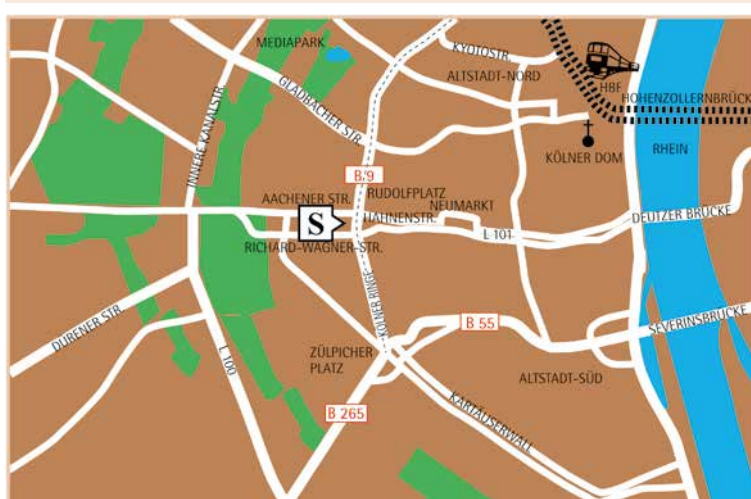 MEDIAPARK
KYOTOSTR.
ALTSTADT-NORD
HBF
HOHENZOLLERNBRÜCK
GLADBACHER STR.
INNERE KANALSTR.
KÖLNER DOM
RHEIN
B 9
RUDOLFPLATZ
AACHENER STR.
NEUMARKT
HAHNENSTR.
S
DEUTZER BRÜCKE
L 101
RICHARD-WAGNER-STR.
KÖLNER RINGE
DÜRENER STR
B 55
SEVERINSBRÜCKE
ZÜLPICHER
PLATZ
L 100
ALTSTADT-SÜD
B 265
KARTÄUSERWALL